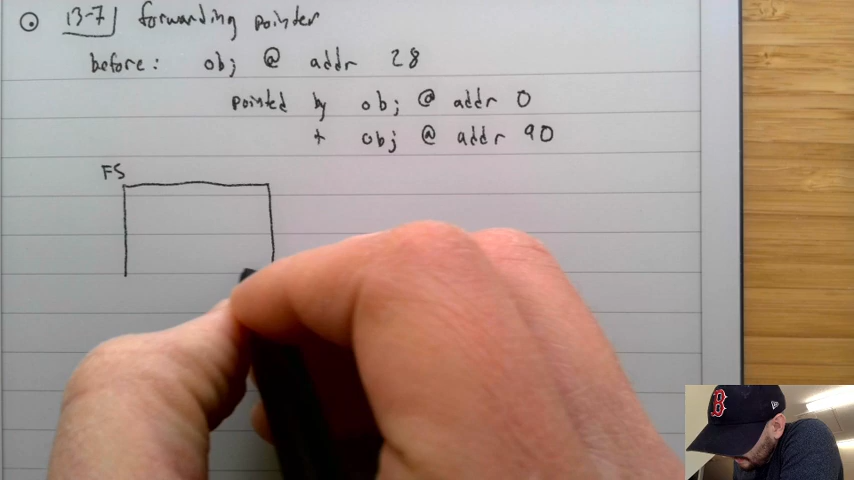 ⊙ 13-7 forwarding pointer
before: obj @ addr 28
pointed by obj @ addr 0
+ obj @ addr 90
FS
B